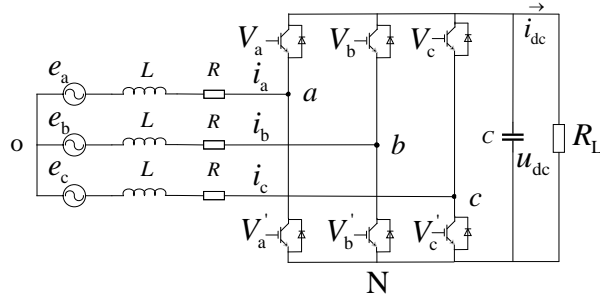 V_a V_b V_c i_dc
e_a L R i_a a
e_b L R i_b b
o C u_dc R_L
e_c L R i_c c
V_a' V_b' V_c'
N